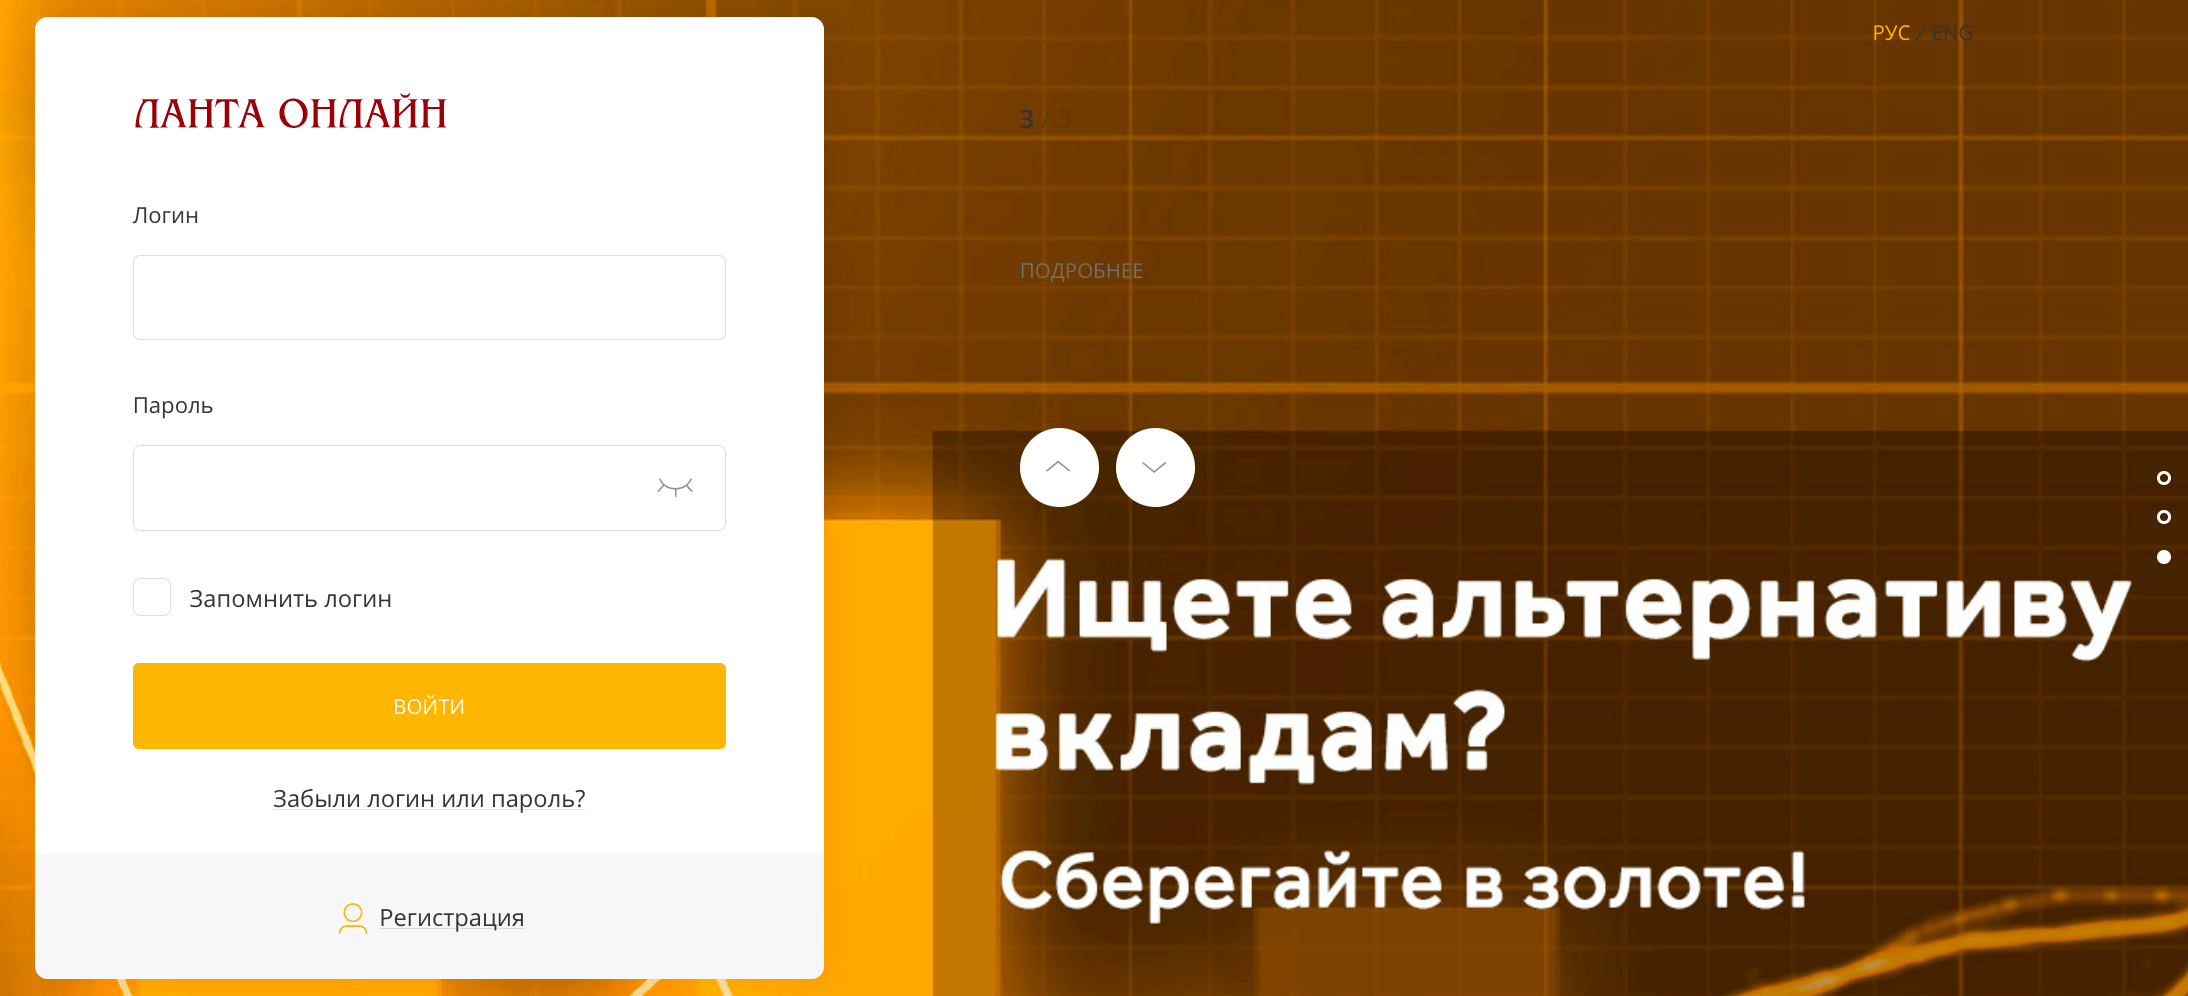 ЛАНТА ОНЛАЙН
Логин
Пароль
Запомнить логин
ВОЙТИ
Забыли логин или пароль?
Регистрация
РУС / ENG
3 / 3
ПОДРОБНЕЕ
Ищете альтернативу
вкладам?
Сберегайте в золоте!